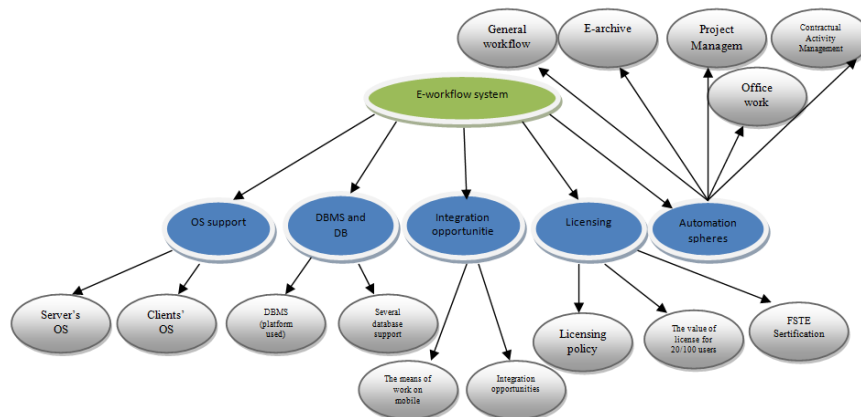 General
workflow
E-archive
Project
Managem
Contractual
Activity
Management
Office
work
E-workflow system
OS support
DBMS and
DB
Integration
opportunitie
Licensing
Automation
spheres
Server's
OS
Clients'
OS
DBMS
(platform
used)
Several
database
support
Licensing
policy
The value of
license for
20/100 users
FSTE
Sertification
The means of
work on
mobile
Integration
opportunities